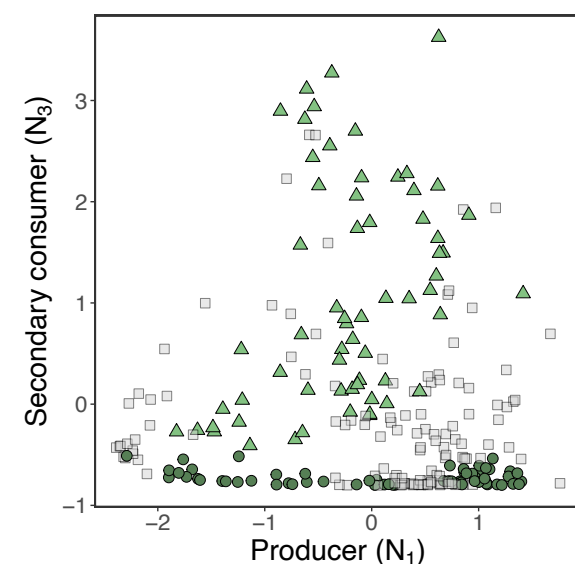 Secondary consumer (N3)
3
2
1
0
−1
−2 −1 0 1
Producer (N1)